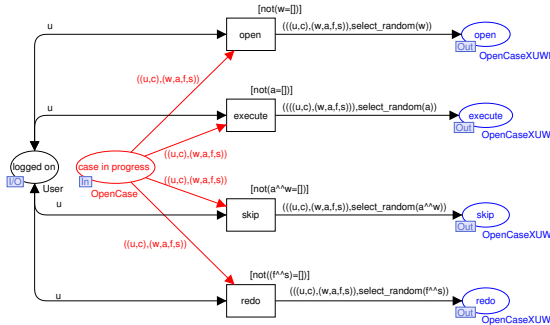 [not(w=[])]
u
open
(((u,c),(w,a,f,s)),select_random(w))
open
Out
OpenCaseXUWI
((u,c),(w,a,f,s))
[not(a=[])]
u
execute
((((u,c),(w,a,f,s))),select_random(a))
execute
Out
OpenCaseXUW
((u,c),(w,a,f,s))
logged on
I/O
User
case in progress
In
OpenCase
((u,c),(w,a,f,s))
[not(a^^w=[])]
u
skip
(((u,c),(w,a,f,s)),select_random(a^^w))
skip
Out
OpenCaseXUW
((u,c),(w,a,f,s))
[not((f^^s)=[])]
u
redo
(((u,c),(w,a,f,s)),select_random(f^^s))
redo
Out
OpenCaseXUW